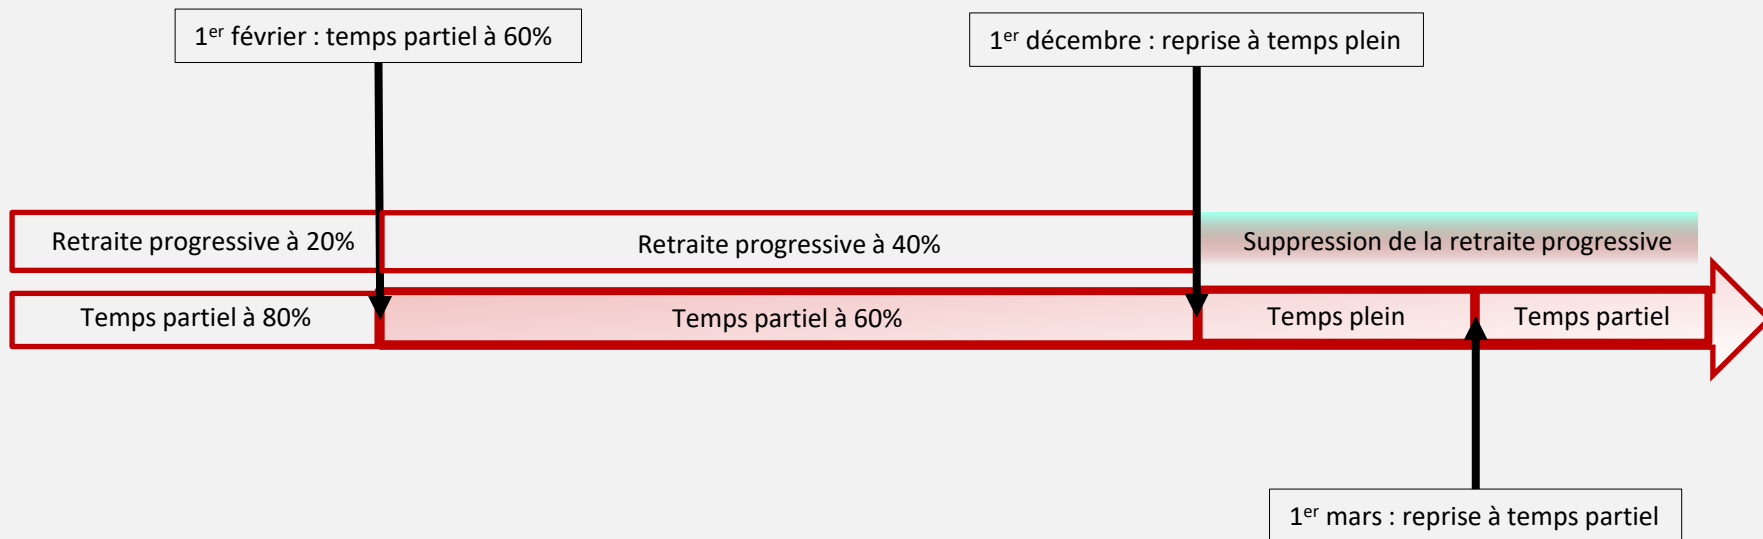 1er février : temps partiel à 60%
1er décembre : reprise à temps plein
Retraite progressive à 20%
Retraite progressive à 40%
Suppression de la retraite progressive
Temps partiel à 80%
Temps partiel à 60%
Temps plein
Temps partiel
1er mars : reprise à temps partiel